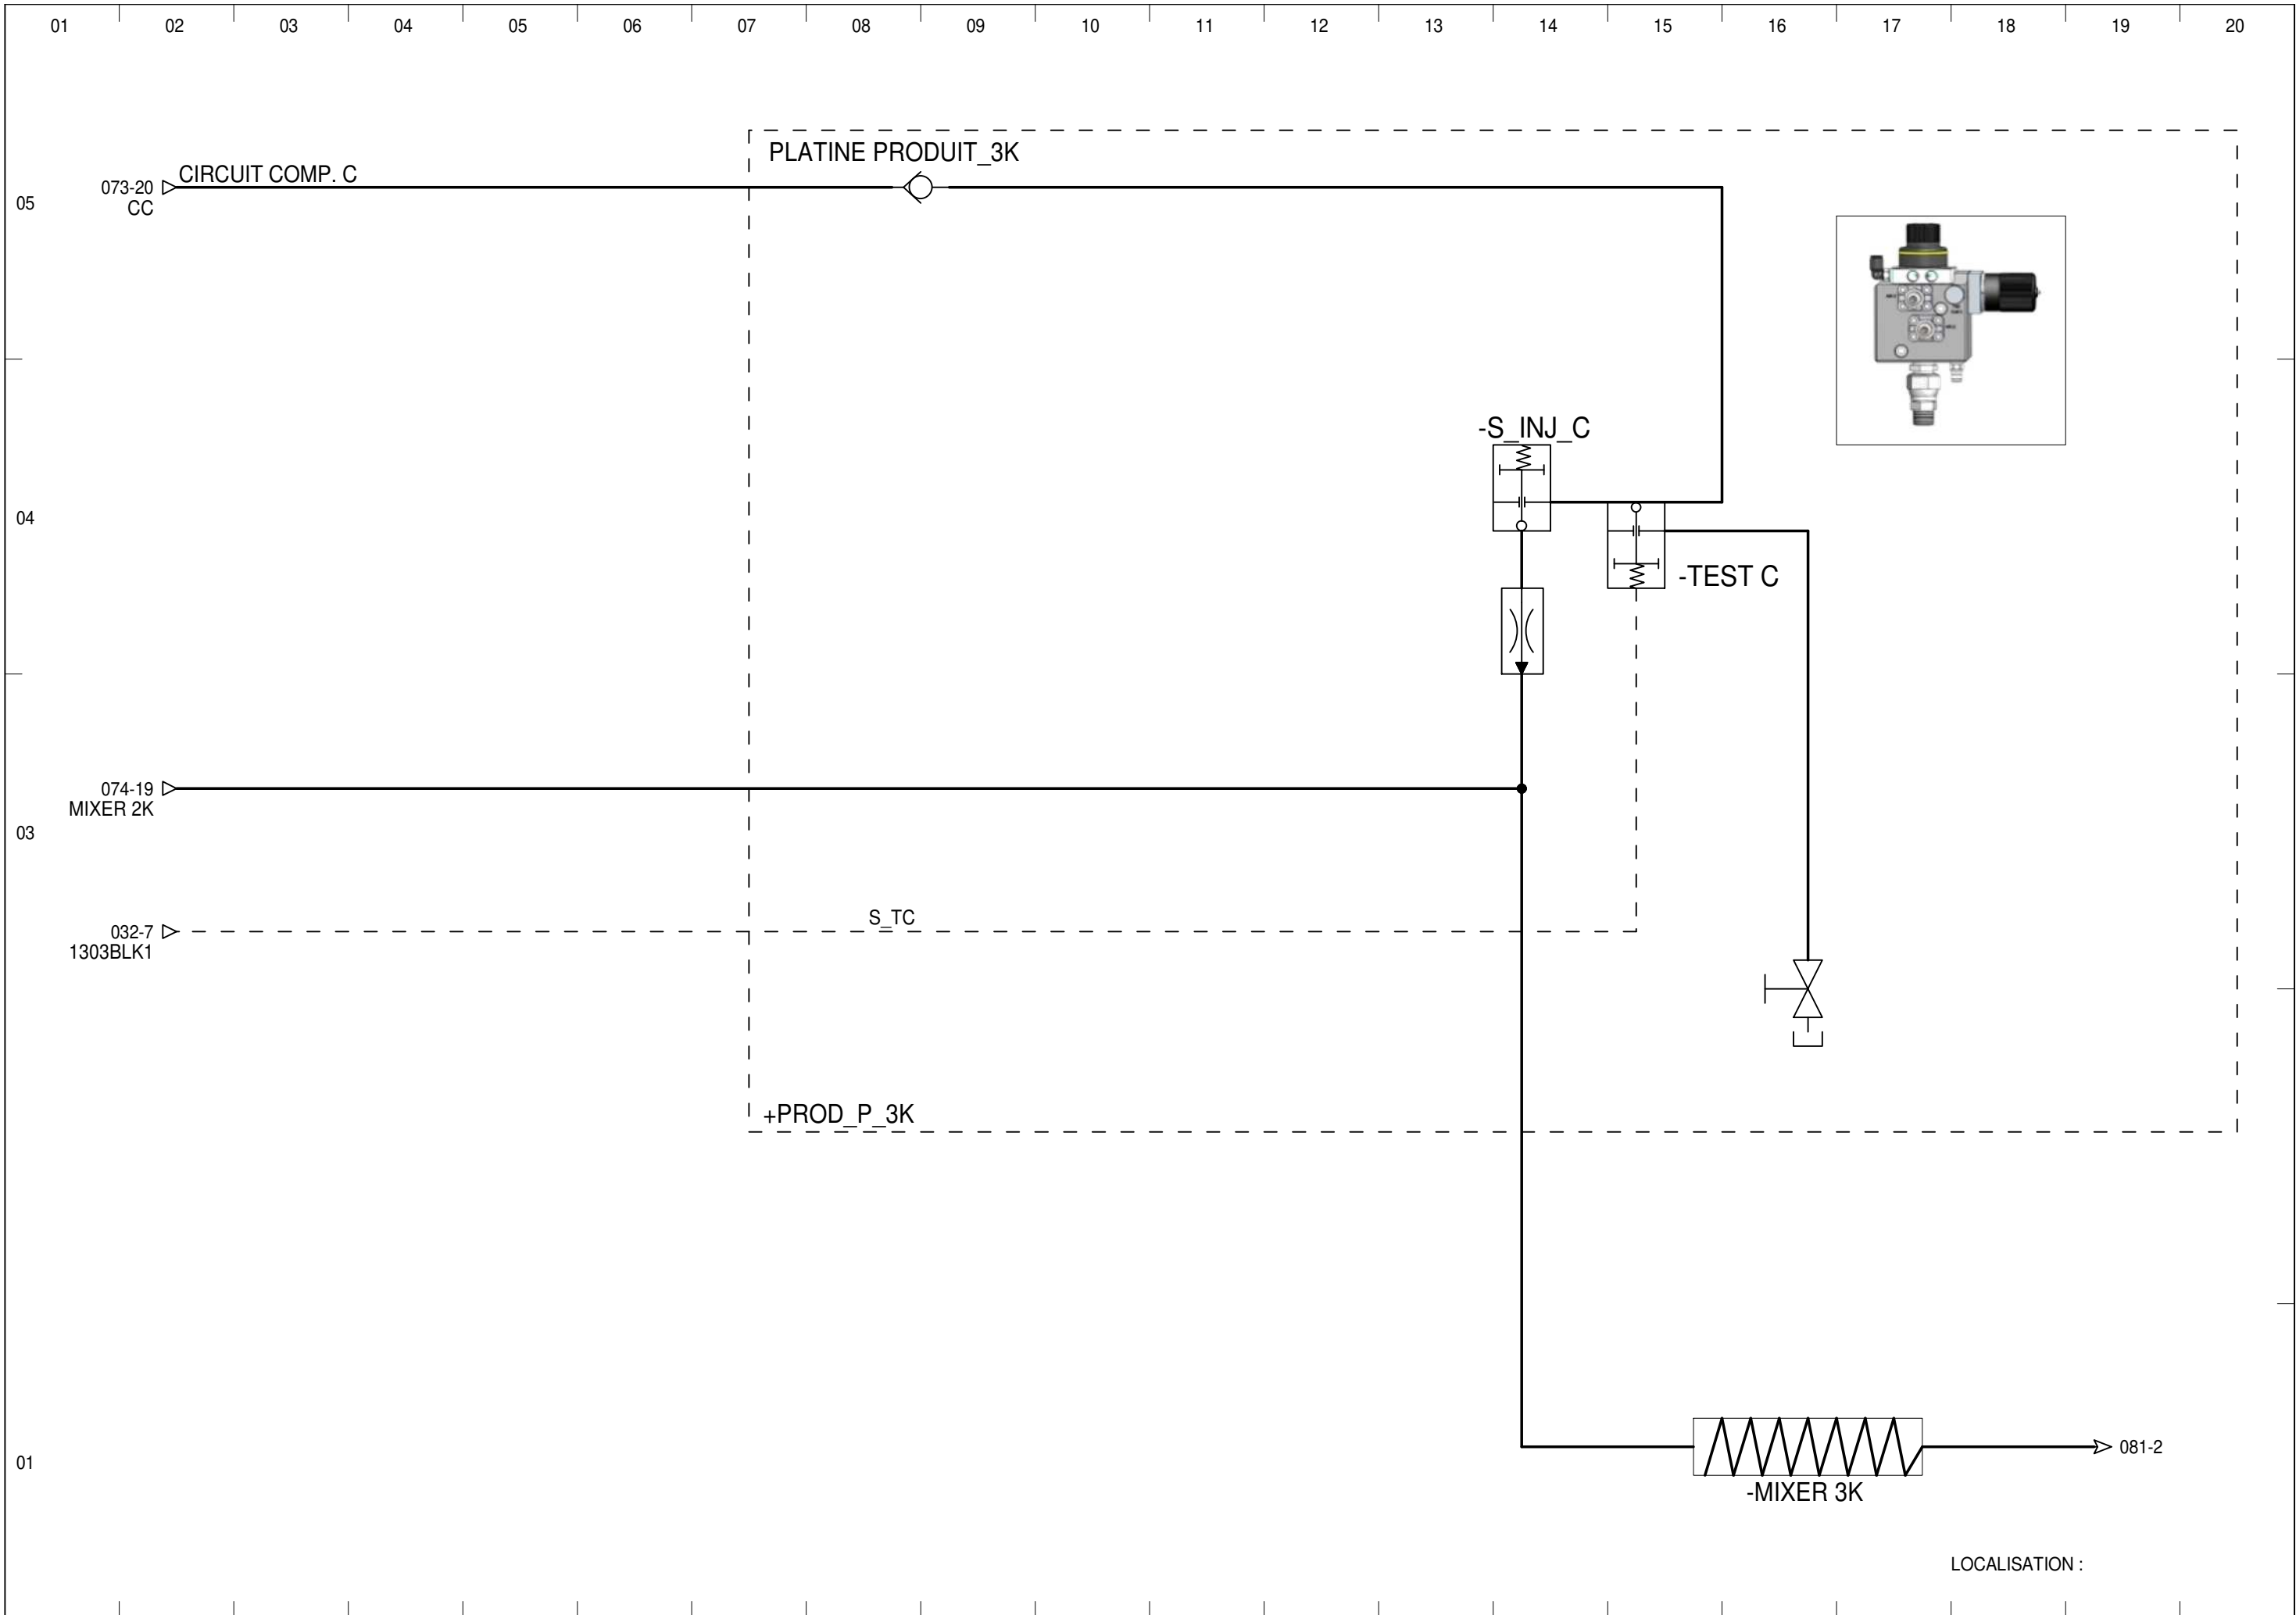 01 02 03 04 05 06 07 08 09 10 11 12 13 14 15 16 17 18 19 20
PLATINE PRODUIT_3K
CIRCUIT COMP. C
073-20
CC
05
-S_INJ_C
04
-TEST C
074-19
MIXER 2K
03
S_TC
032-7
1303BLK1
+PROD_P_3K
01
081-2
-MIXER 3K
LOCALISATION :